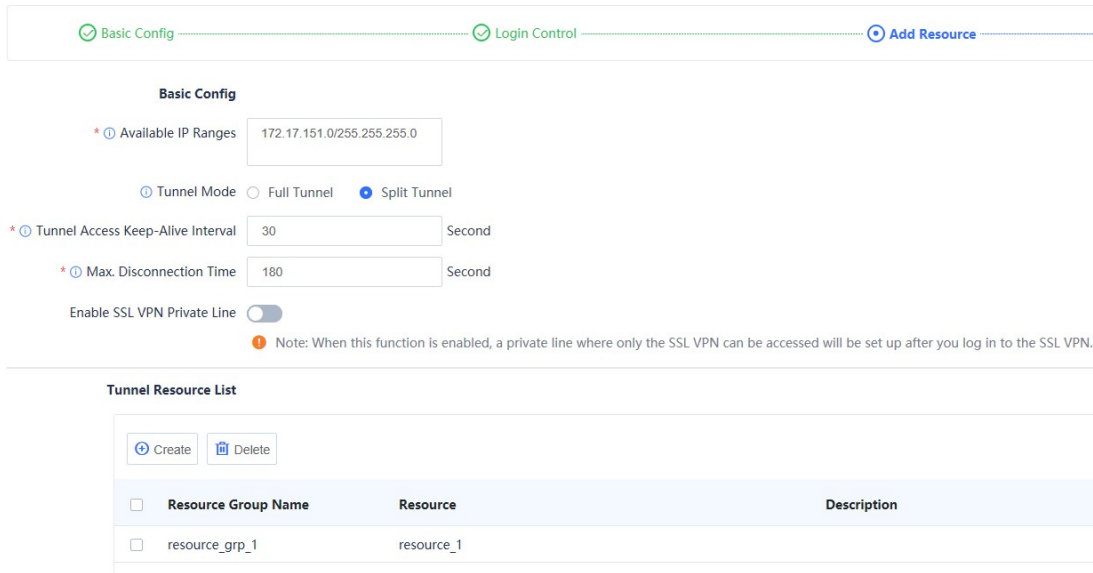 Basic Config Login Control Add Resource
Basic Config
* Available IP Ranges 172.17.151.0/255.255.255.0
Tunnel Mode Full Tunnel Split Tunnel
* Tunnel Access Keep-Alive Interval 30 Second
* Max. Disconnection Time 180 Second
Enable SSL VPN Private Line
Note: When this function is enabled, a private line where only the SSL VPN can be accessed will be set up after you log in to the SSL VPN.
Tunnel Resource List
Create Delete
Resource Group Name Resource Description
resource_grp_1 resource_1